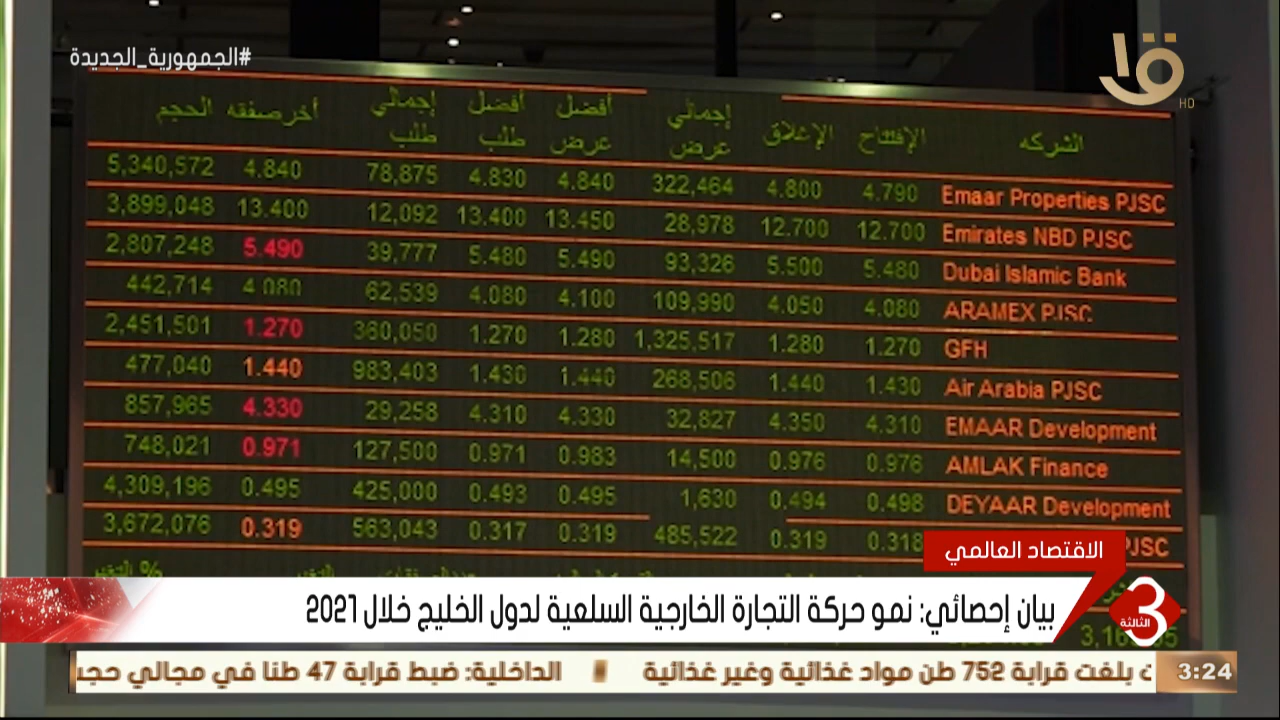 #الجمهورية_الجديدة
HD
الشركه الإفتتاح الإغلاق إجمالي عرض أفضل عرض أفضل طلب إجمالي طلب أخرصفقه الحجم
Emaar Properties PJSC 4.790 4.800 322,464 4.840 4.830 78,875 4.840 5,340,572
Emirates NBD PJSC 12.700 12.700 28,978 13.450 13.400 12,092 13.400 3,899,048
Dubai Islamic Bank 5.480 5.500 93,326 5.490 5.480 39,777 5.490 2,807,248
ARAMEX PJSC 4.080 4.050 109,990 4.100 4.080 62,539 4.080 442,714
GFH 1.270 1.280 1,325,517 1.280 1.270 360,050 1.270 2,451,501
Air Arabia PJSC 1.430 1.440 268,506 1.440 1.430 983,403 1.440 477,040
EMAAR Development 4.310 4.350 32,827 4.330 4.310 29,258 4.330 857,965
AMLAK Finance 0.976 0.976 14,500 0.983 0.971 127,500 0.971 748,021
DEYAAR Development 0.498 0.494 1,630 0.495 0.493 425,000 0.495 4,309,196
PJSC 0.318 0.319 485,522 0.319 0.317 563,043 0.319 3,672,076
الاقتصاد العالمي
بيان إحصائي: نمو حركة التجارة الخارجية السلعية لدول الخليج خلال 2021
3
الثالثة
بلغت قرابة 752 طن مواد غذائية وغير غذائية
الداخلية: ضبط قرابة 47 طنا في مجالي
3:24